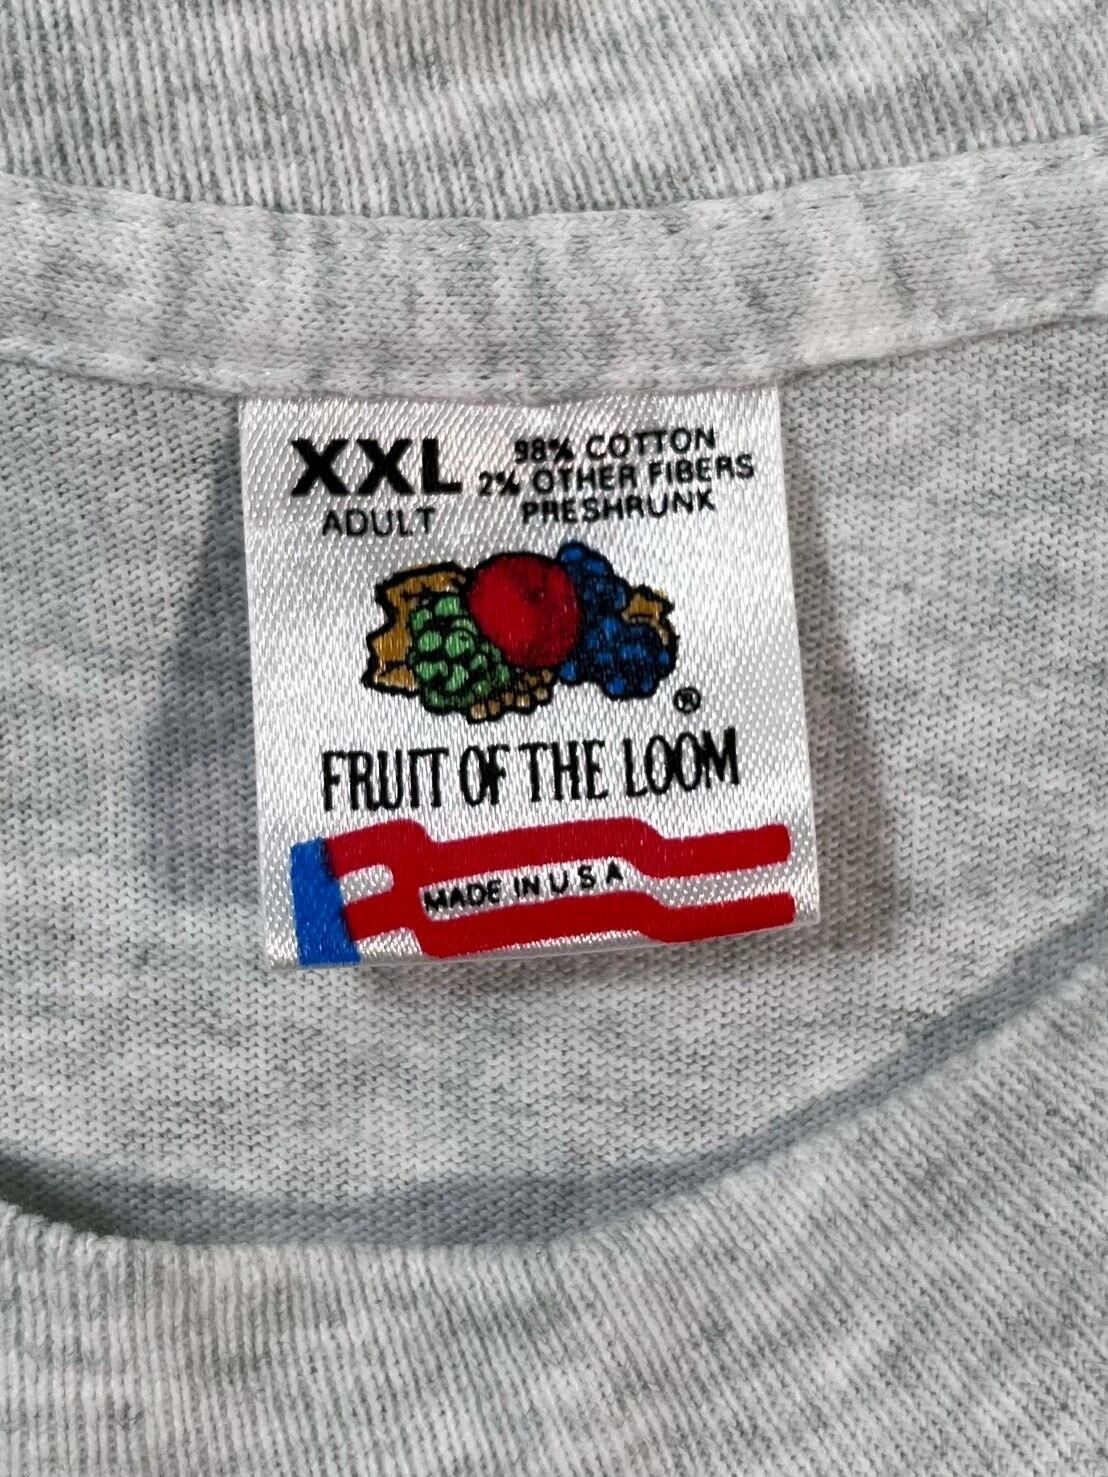 XXL
ADULT
98% COTTON
2% OTHER FIBERS
PRESHRUNK
®
FRUIT OF THE LOOM
MADE IN U S A